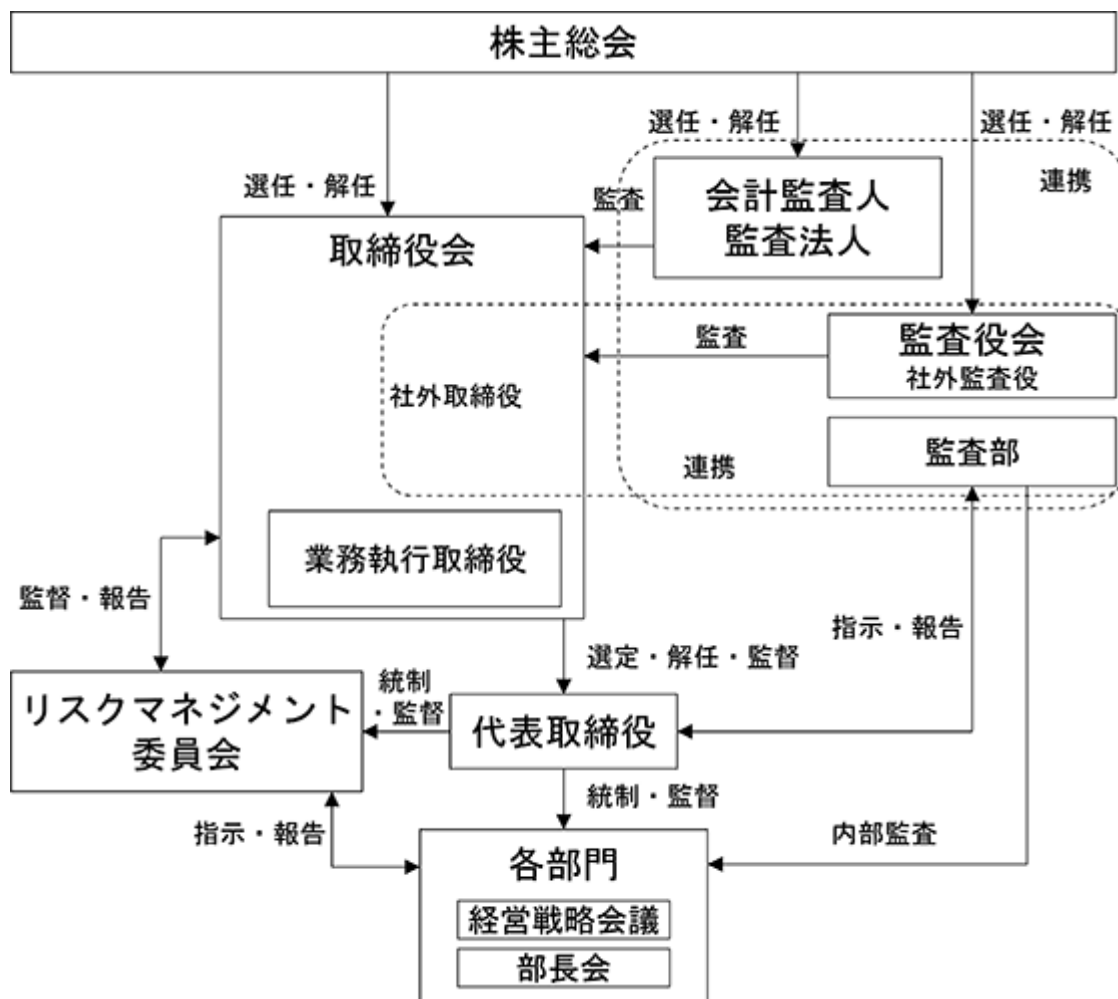 株主総会
選任・解任
選任・解任
選任・解任
連携
会計監査人
監査法人
監査
取締役会
監査役会
社外監査役
監査
社外取締役
監査部
連携
業務執行取締役
監督・報告
指示・報告
選定・解任・監督
リスクマネジメント
委員会
統制
・監督
代表取締役
統制・監督
指示・報告
内部監査
各部門
経営戦略会議
部長会